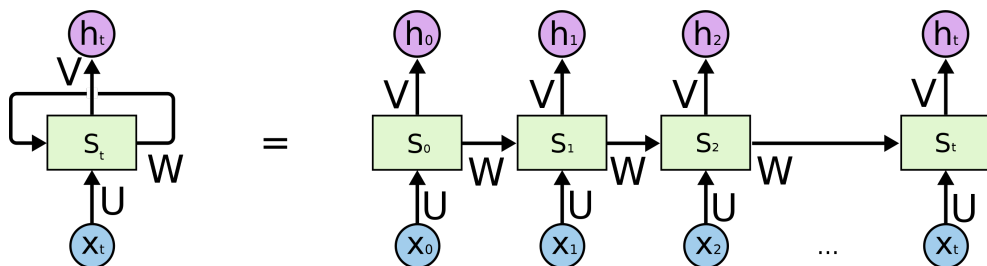 hₜ h₀ h₁ h₂ hₜ
V V V V V
Sₜ = S₀ S₁ S₂ Sₜ
W W W W
U U U U U
xₜ x₀ x₁ x₂ ... xₜ